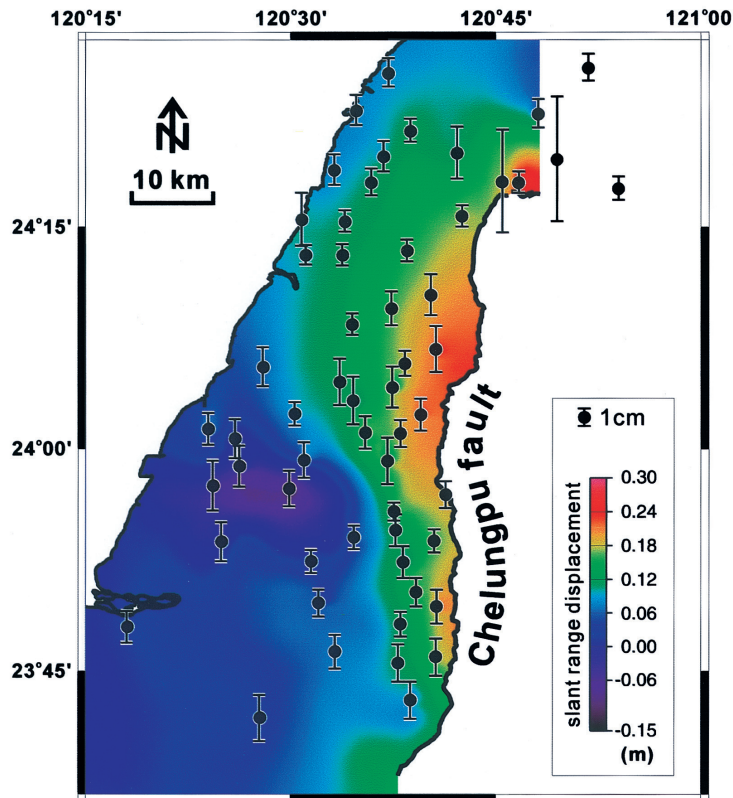 120°15' 120°30' 120°45' 121°00'
N
10 km
24°15'
24°00'
23°45'
Chelungpu fault
1cm
slant range displacement
0.30
0.24
0.18
0.12
0.06
0.00
-0.06
-0.15
(m)